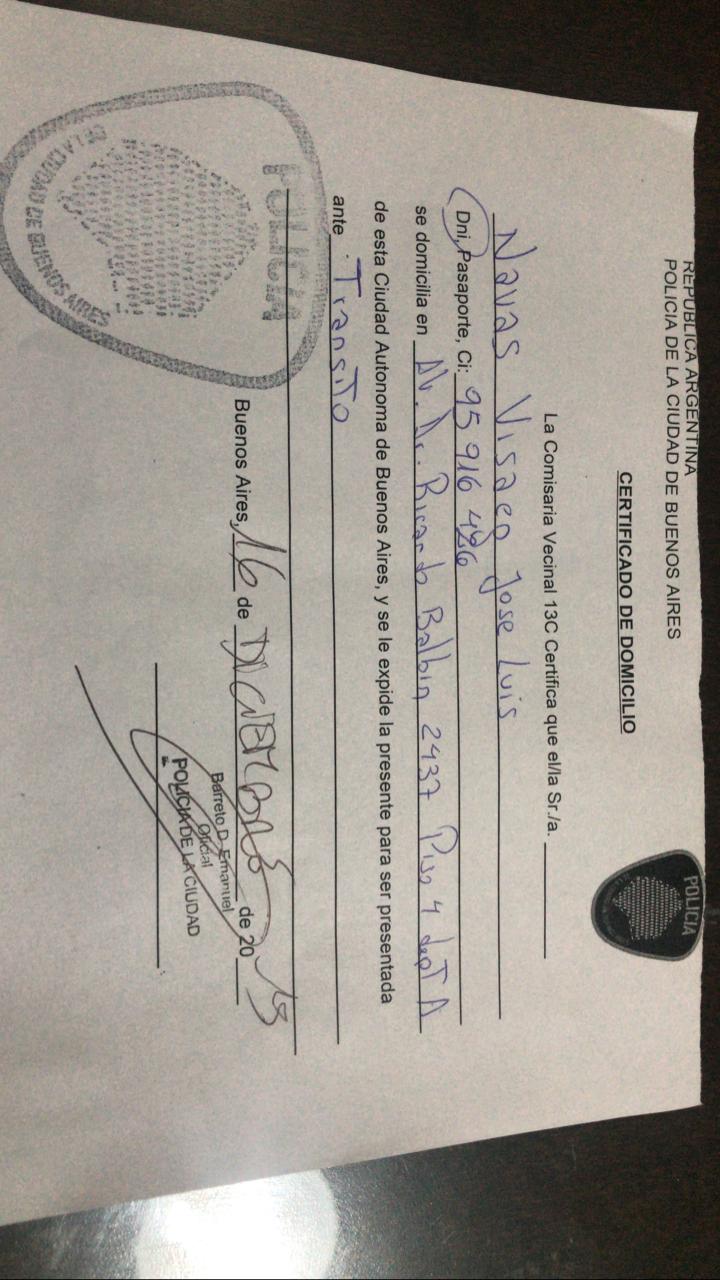 REPUBLICA ARGENTINA
POLICIA DE LA CIUDAD DE BUENOS AIRES
POLICIA
CERTIFICADO DE DOMICILIO
La Comisaria Vecinal 13C Certifica que el/la Sr./a.
Navas Jose Luis
Dni, Pasaporte, Ci: 95 916 486
se domicilia en Av. Dr. Ricardo Balbin 2437 Piso 4 dept A
de esta Ciudad Autonoma de Buenos Aires, y se le expide la presente para ser presentada
ante Transito
POLICIA
DE LA CIUDAD DE BUENOS AIRES
Buenos Aires, 16 de DICIEMBRE de 2019
Barreto D. Emanuel
Oficial
POLICIA DE LA CIUDAD